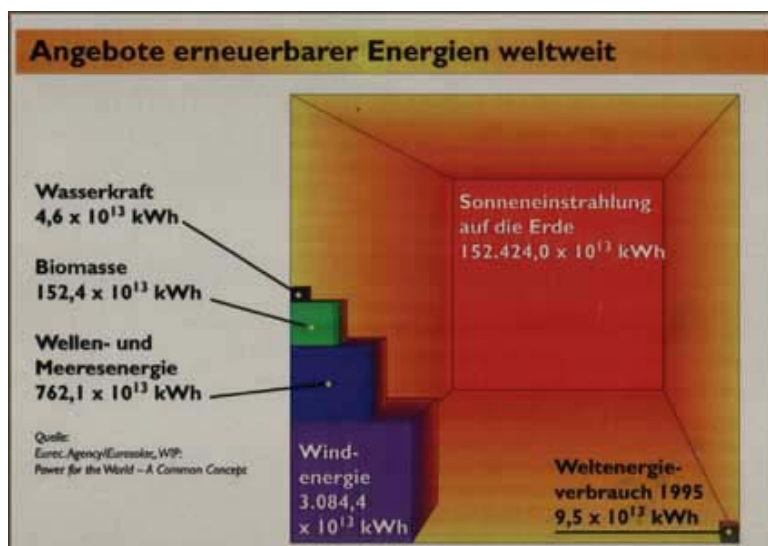 Angebote erneuerbarer Energien weltweit
Wasserkraft
4,6 x 10¹³ kWh
Biomasse
152,4 x 10¹³ kWh
Wellen- und
Meeresenergie
762,1 x 10¹³ kWh
Quelle:
Eurec.Agency/Eurosolar, WIP:
Power for the World – A Common Concept
Sonneneinstrahlung
auf die Erde
152.424,0 x 10¹³ kWh
Wind-
energie
3.084,4
x 10¹³ kWh
Weltenergie-
verbrauch 1995
9,5 x 10¹³ kWh